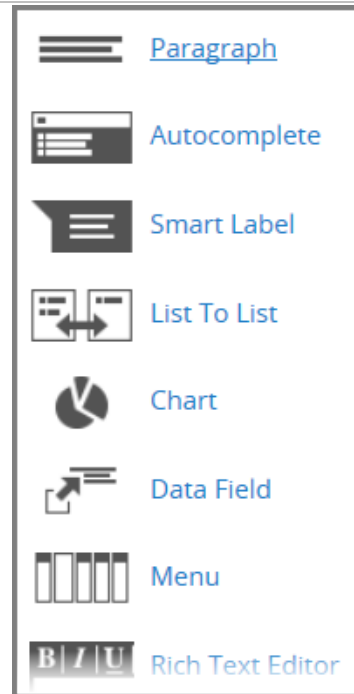 Paragraph
Autocomplete
Smart Label
List To List
Chart
Data Field
Menu
B I U Rich Text Editor